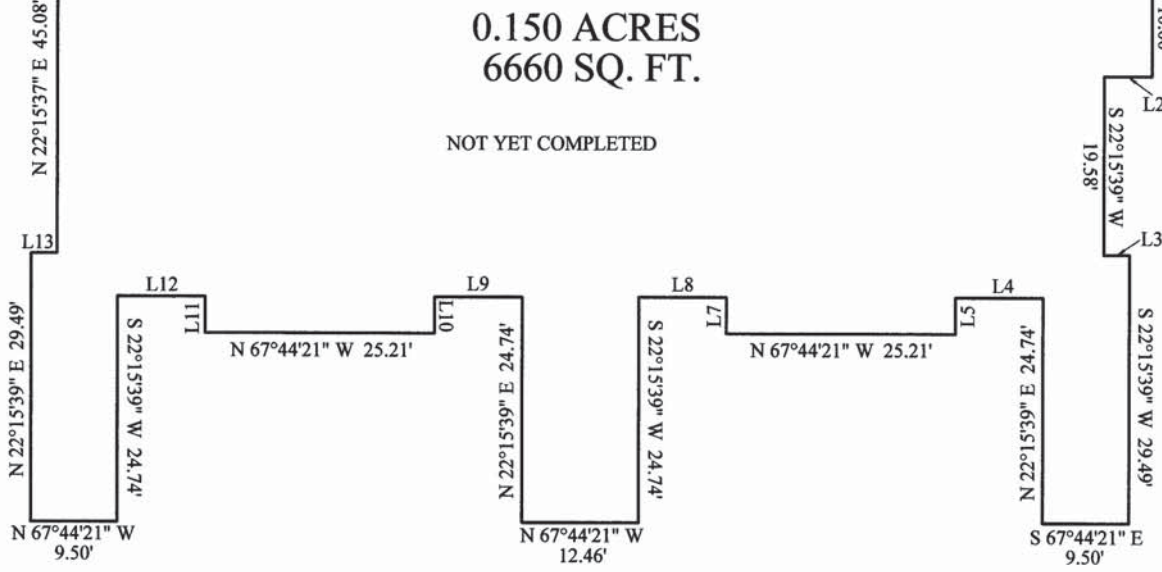 0.150 ACRES
6660 SQ. FT.
NOT YET COMPLETED
N 22°15'37" E 45.08'
L2
S 22°15'39" W
19.58'
L13
L3
L12
L11
L10
L9
L8
L7
L5
L4
N 22°15'39" E 29.49'
S 22°15'39" W 24.74'
N 67°44'21" W 25.21'
N 22°15'39" E 24.74'
S 22°15'39" W 24.74'
N 67°44'21" W 25.21'
N 22°15'39" E 24.74'
S 22°15'39" W 29.49'
N 67°44'21" W
9.50'
N 67°44'21" W
12.46'
S 67°44'21" E
9.50'